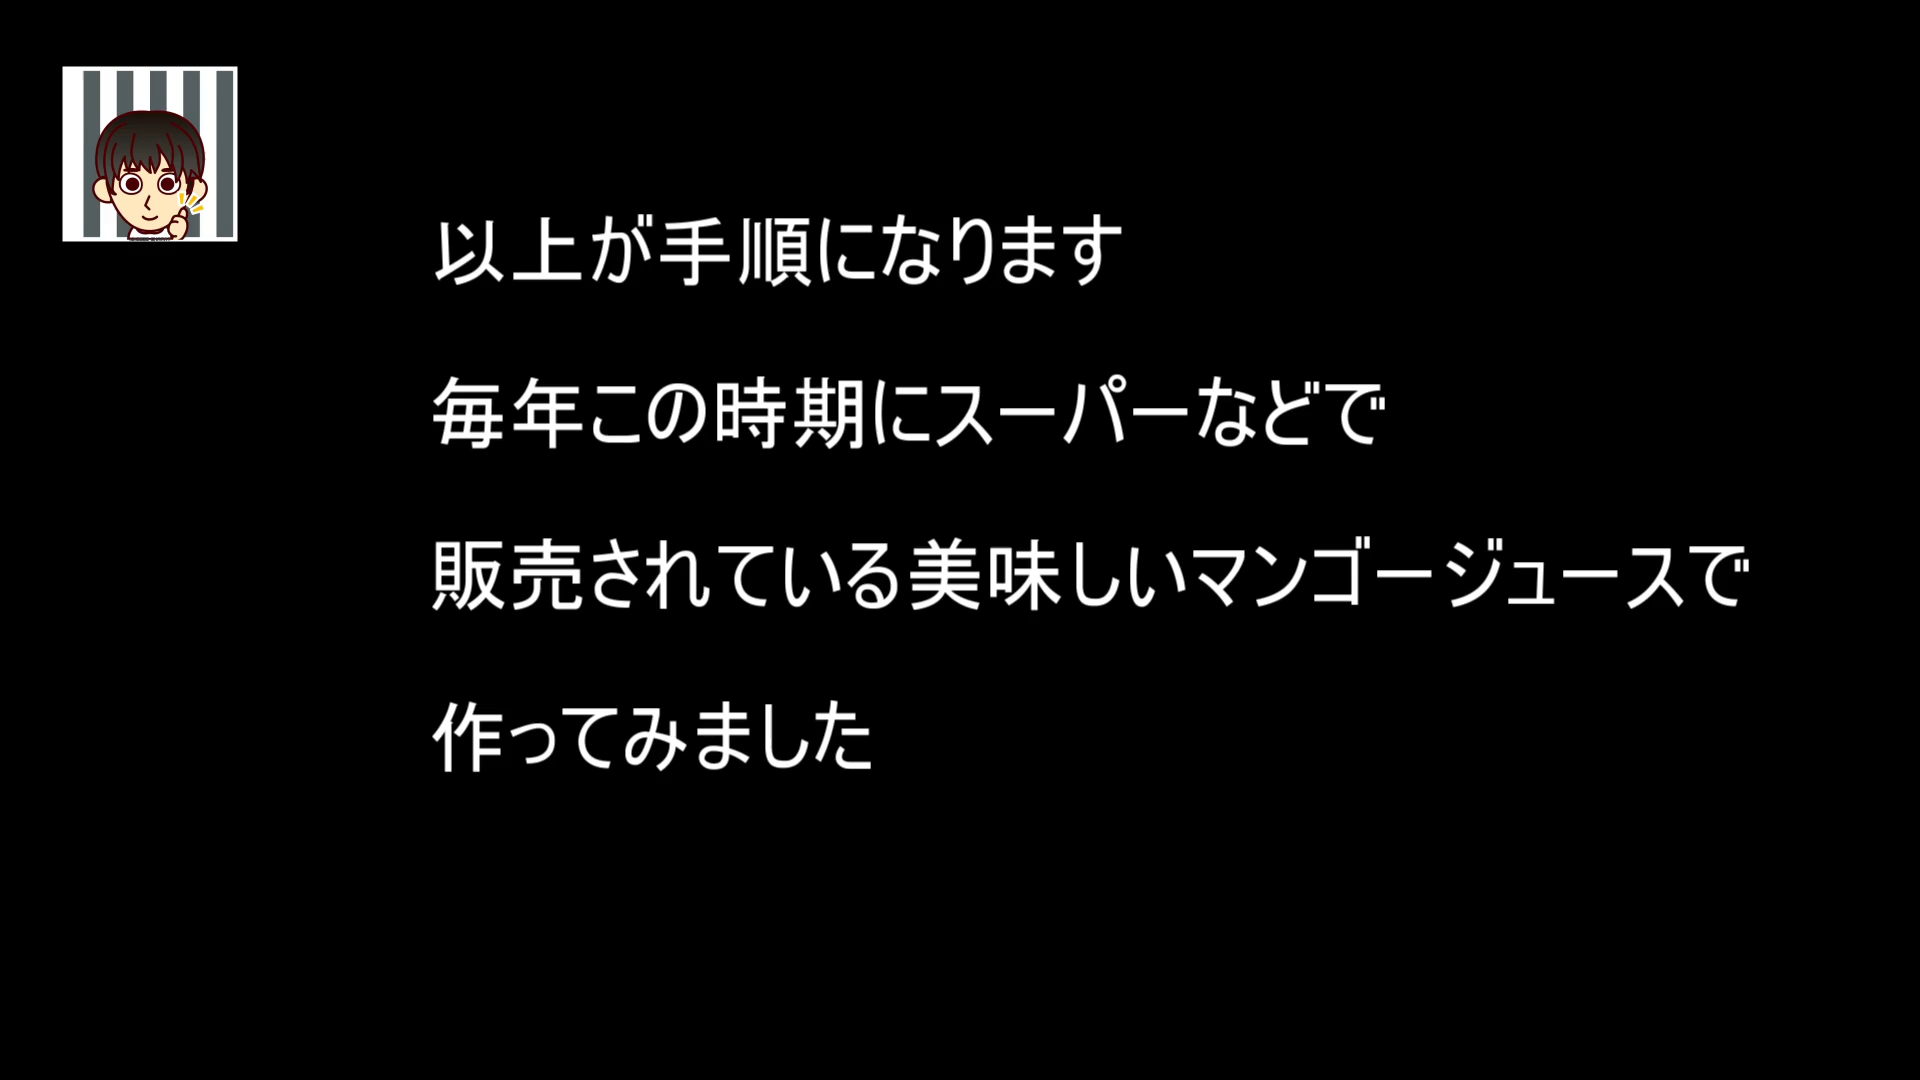 以上が手順になります
毎年この時期にスーパーなどで
販売されている美味しいマンゴージュースで
作ってみました